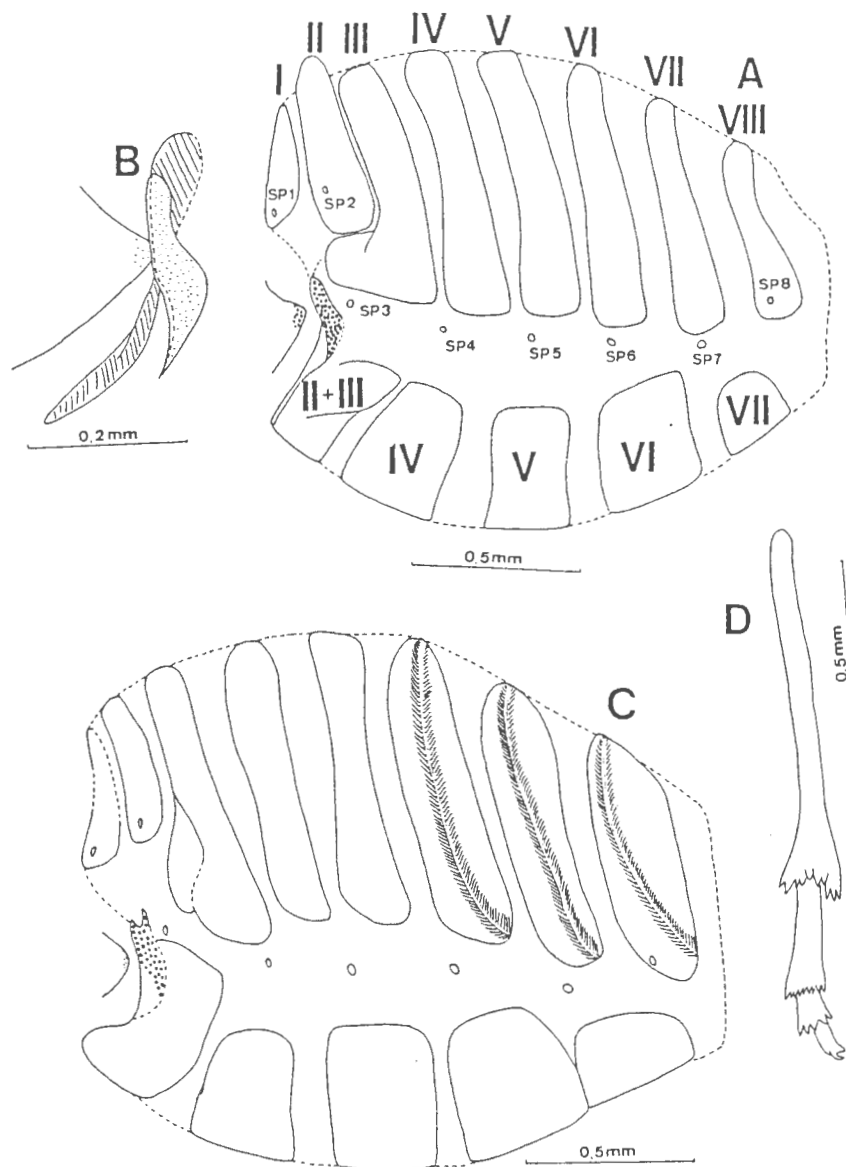 I II III IV V VI VII A
VIII
B
SP1 SP2
SP8
SP3
SP4 SP5 SP6 SP7
II+III IV V VI VII
0.2mm
0.5mm
D
0.5mm
C
0.5mm